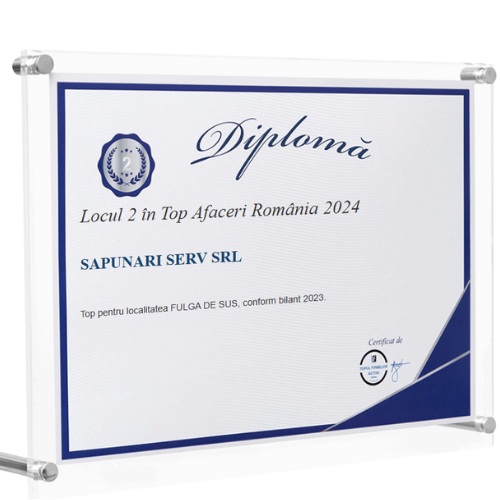 Diplomă
2
Locul 2 în Top Afaceri România 2024
SAPUNARI SERV SRL
Top pentru localitatea FULGA DE SUS, conform bilant 2023.
Certificat de
TOPUL FIRMELOR
ACTIVE